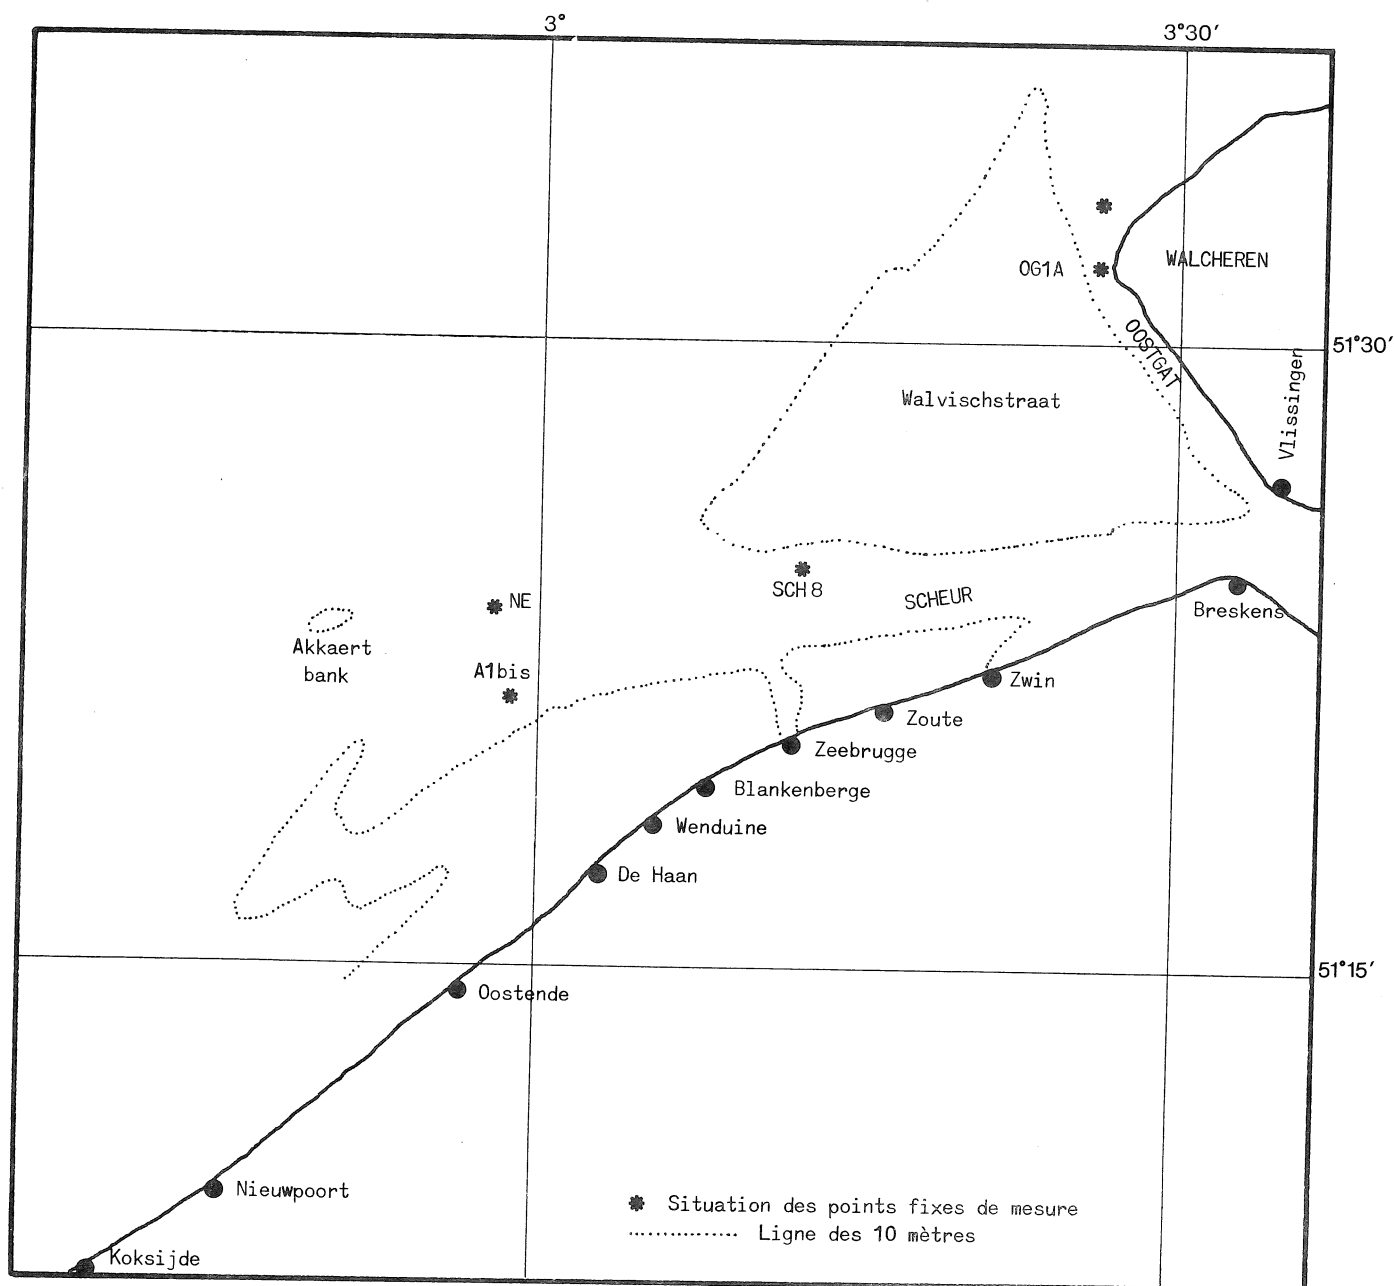 3°
3°30′
WALCHEREN
OG1A
OOSTGAT
51°30′
Vlissingen
Walvischstraat
SCH 8
SCHEUR
NE
Breskens
Akkaert
bank
A1bis
Zwin
Zoute
Zeebrugge
Blankenberge
Wenduine
De Haan
51°15′
Oostende
Nieuwpoort
Situation des points fixes de mesure
Ligne des 10 mètres
Koksijde